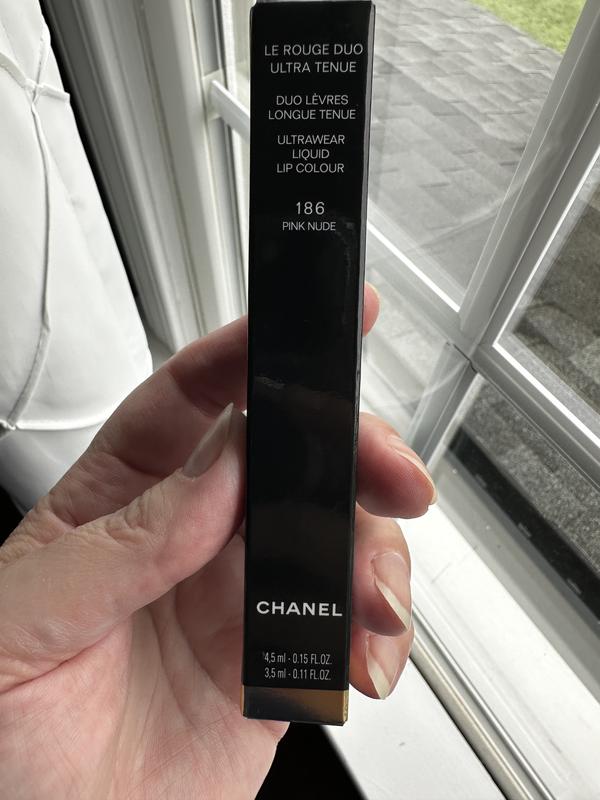 LE ROUGE DUO
ULTRA TENUE
DUO LÈVRES
LONGUE TENUE
ULTRAWEAR
LIQUID
LIP COLOUR
186
PINK NUDE
CHANEL
4,5 ml - 0.15 FL.OZ.
3,5 ml - 0.11 FL.OZ.